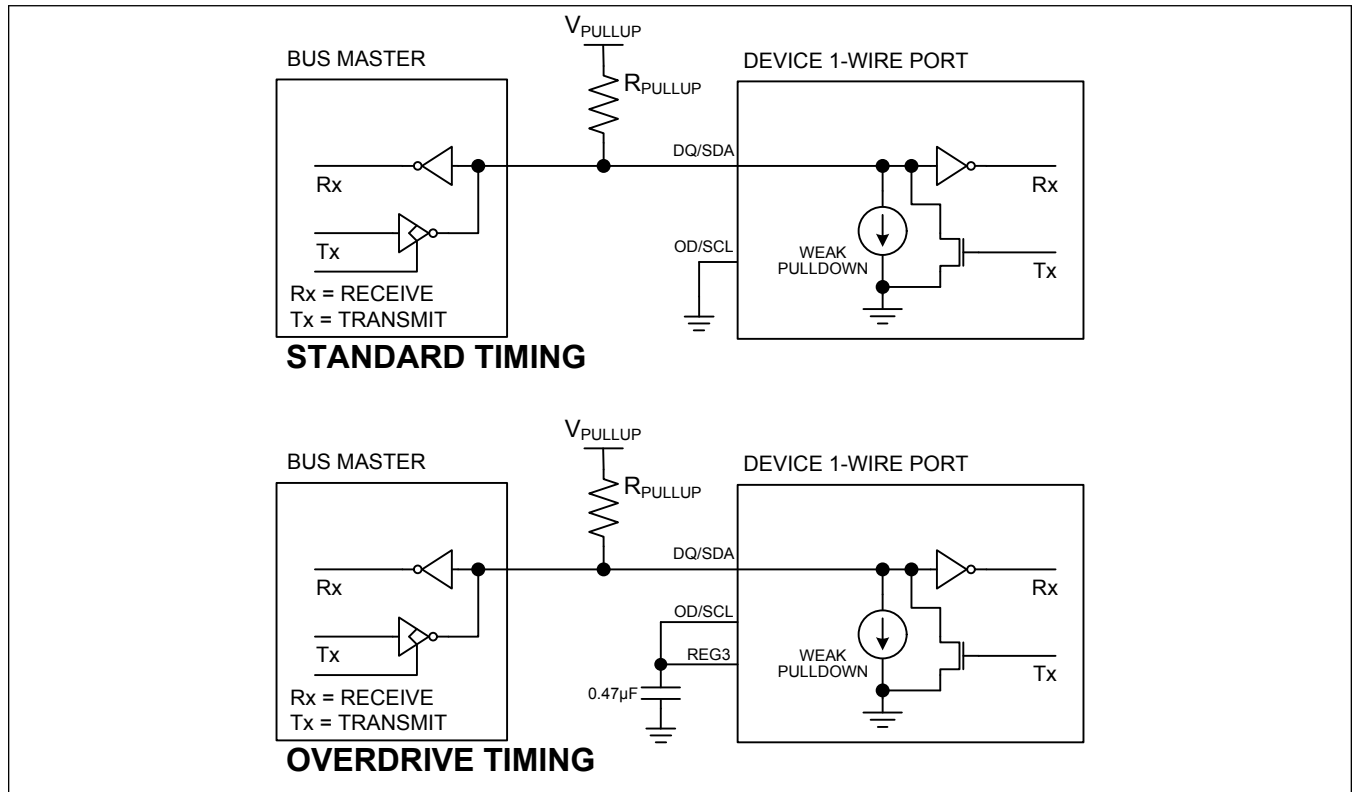 VPULLUP
BUS MASTER
DEVICE 1-WIRE PORT
RPULLUP
DQ/SDA
Rx
Rx
Tx
OD/SCL
WEAK
PULLDOWN
Tx
Rx = RECEIVE
Tx = TRANSMIT
STANDARD TIMING
VPULLUP
BUS MASTER
DEVICE 1-WIRE PORT
RPULLUP
DQ/SDA
Rx
Rx
OD/SCL
Tx
REG3
WEAK
PULLDOWN
Tx
0.47µF
Rx = RECEIVE
Tx = TRANSMIT
OVERDRIVE TIMING